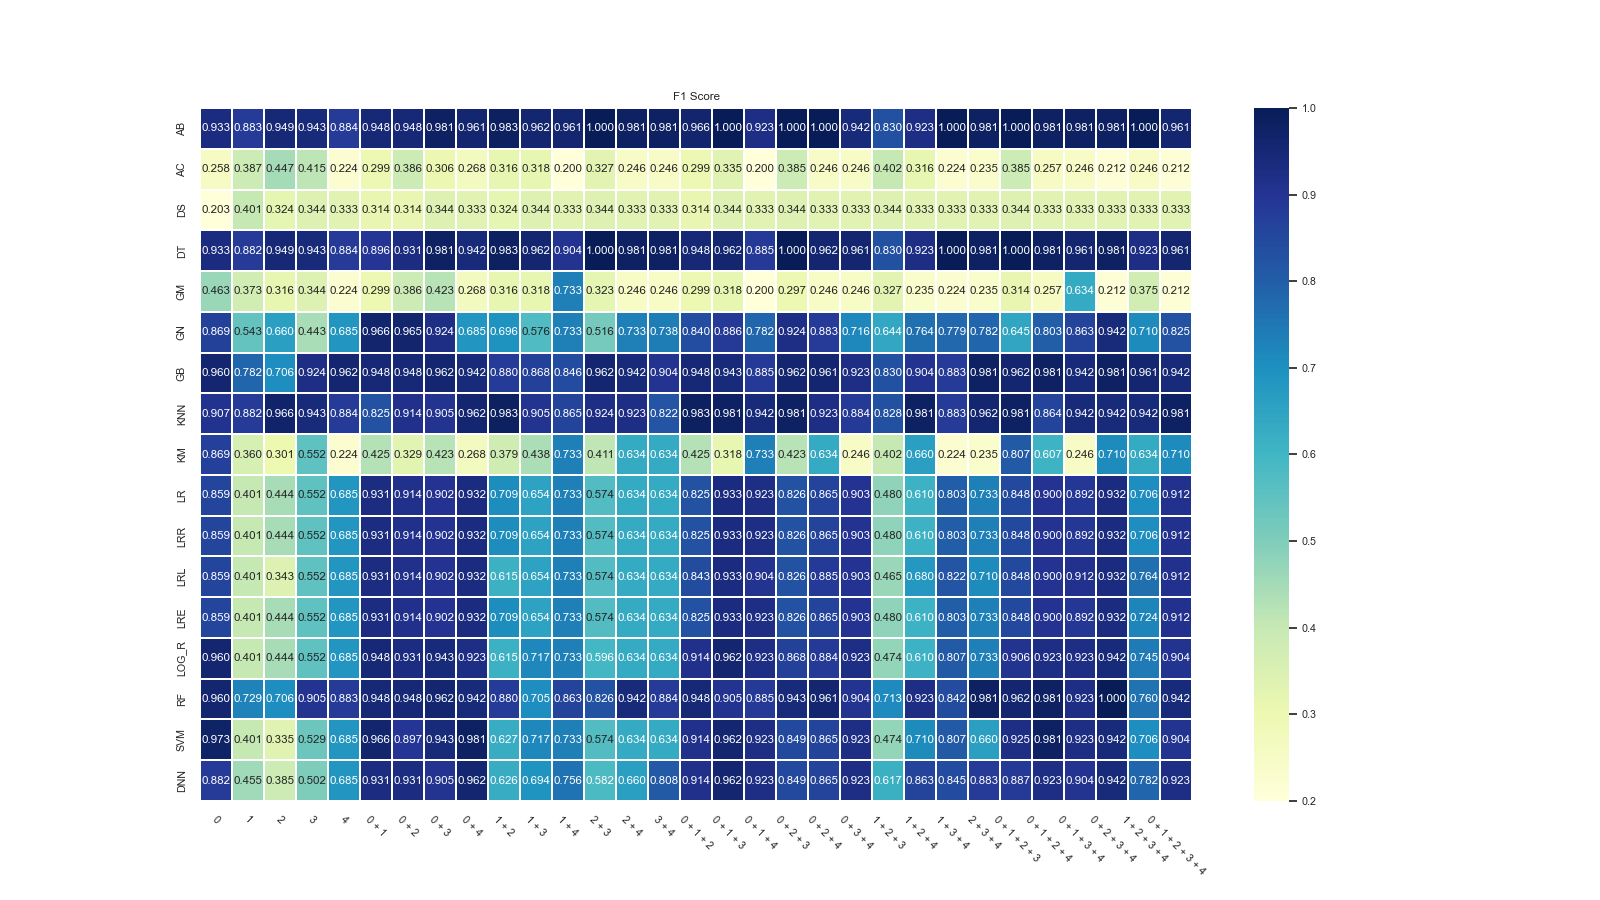 F1 Score
AB 0.933 0.883 0.949 0.943 0.884 0.948 0.948 0.981 0.961 0.983 0.962 0.961 1.000 0.981 0.981 0.966 1.000 0.923 1.000 1.000 0.942 0.830 0.923 1.000 0.981 1.000 0.981 0.981 0.981 1.000 0.961
AC 0.258 0.387 0.447 0.415 0.224 0.299 0.386 0.306 0.268 0.316 0.318 0.200 0.327 0.246 0.246 0.299 0.335 0.200 0.385 0.246 0.246 0.402 0.316 0.224 0.235 0.385 0.257 0.246 0.212 0.246 0.212
DS 0.203 0.401 0.324 0.344 0.333 0.314 0.314 0.344 0.333 0.324 0.344 0.333 0.344 0.333 0.333 0.314 0.344 0.333 0.344 0.333 0.333 0.344 0.333 0.333 0.333 0.344 0.333 0.333 0.333 0.333 0.333
DT 0.933 0.882 0.949 0.943 0.884 0.896 0.931 0.981 0.942 0.983 0.962 0.904 1.000 0.981 0.981 0.948 0.962 0.885 1.000 0.962 0.961 0.830 0.923 1.000 0.981 1.000 0.981 0.961 0.981 0.923 0.961
GM 0.463 0.373 0.316 0.344 0.224 0.299 0.386 0.423 0.268 0.316 0.318 0.733 0.323 0.246 0.246 0.299 0.318 0.200 0.297 0.246 0.246 0.327 0.235 0.224 0.235 0.314 0.257 0.634 0.212 0.375 0.212
GN 0.869 0.543 0.660 0.443 0.685 0.966 0.965 0.924 0.685 0.696 0.576 0.733 0.516 0.733 0.738 0.840 0.886 0.782 0.924 0.883 0.716 0.644 0.764 0.779 0.782 0.645 0.803 0.863 0.942 0.710 0.825
GB 0.960 0.782 0.706 0.924 0.962 0.948 0.948 0.962 0.942 0.880 0.868 0.846 0.962 0.942 0.904 0.948 0.943 0.885 0.962 0.961 0.923 0.830 0.904 0.883 0.981 0.962 0.981 0.942 0.981 0.961 0.942
KNN 0.907 0.882 0.966 0.943 0.884 0.825 0.914 0.905 0.962 0.983 0.905 0.865 0.924 0.923 0.822 0.983 0.981 0.942 0.981 0.923 0.884 0.828 0.981 0.883 0.962 0.981 0.864 0.942 0.942 0.942 0.981
KM 0.869 0.360 0.301 0.552 0.224 0.425 0.329 0.423 0.268 0.379 0.438 0.733 0.411 0.634 0.634 0.425 0.318 0.733 0.423 0.634 0.246 0.402 0.660 0.224 0.235 0.807 0.607 0.246 0.710 0.634 0.710
LR 0.859 0.401 0.444 0.552 0.685 0.931 0.914 0.902 0.932 0.709 0.654 0.733 0.574 0.634 0.634 0.825 0.933 0.923 0.826 0.865 0.903 0.480 0.610 0.803 0.733 0.848 0.900 0.892 0.932 0.706 0.912
LRR 0.859 0.401 0.444 0.552 0.685 0.931 0.914 0.902 0.932 0.709 0.654 0.733 0.574 0.634 0.634 0.825 0.933 0.923 0.826 0.865 0.903 0.480 0.610 0.803 0.733 0.848 0.900 0.892 0.932 0.706 0.912
LRL 0.859 0.401 0.343 0.552 0.685 0.931 0.914 0.902 0.932 0.615 0.654 0.733 0.574 0.634 0.634 0.843 0.933 0.904 0.826 0.885 0.903 0.465 0.680 0.822 0.710 0.848 0.900 0.912 0.932 0.764 0.912
LRE 0.859 0.401 0.444 0.552 0.685 0.931 0.914 0.902 0.932 0.709 0.654 0.733 0.574 0.634 0.634 0.825 0.933 0.923 0.826 0.865 0.903 0.480 0.610 0.803 0.733 0.848 0.900 0.892 0.932 0.724 0.912
LOG_R 0.960 0.401 0.444 0.552 0.685 0.948 0.931 0.943 0.923 0.615 0.717 0.733 0.596 0.634 0.634 0.914 0.962 0.923 0.868 0.884 0.923 0.474 0.610 0.807 0.733 0.906 0.923 0.923 0.942 0.745 0.904
RF 0.960 0.729 0.706 0.905 0.883 0.948 0.948 0.962 0.942 0.880 0.705 0.863 0.826 0.942 0.884 0.948 0.905 0.885 0.943 0.961 0.904 0.713 0.923 0.842 0.981 0.962 0.981 0.923 1.000 0.760 0.942
SVM 0.973 0.401 0.335 0.529 0.685 0.966 0.897 0.943 0.981 0.627 0.717 0.733 0.574 0.634 0.634 0.914 0.962 0.923 0.849 0.865 0.923 0.474 0.710 0.807 0.660 0.925 0.981 0.923 0.942 0.706 0.904
DNN 0.882 0.455 0.385 0.502 0.685 0.931 0.931 0.905 0.962 0.626 0.694 0.756 0.582 0.660 0.808 0.914 0.962 0.923 0.849 0.865 0.923 0.617 0.863 0.845 0.883 0.887 0.923 0.904 0.942 0.782 0.923
0
1
2
3
4
0 + 1
0 + 2
0 + 3
0 + 4
1 + 2
1 + 3
1 + 4
2 + 3
2 + 4
3 + 4
0 + 1 + 2
0 + 1 + 3
0 + 1 + 4
0 + 2 + 3
0 + 2 + 4
0 + 3 + 4
1 + 2 + 3
1 + 2 + 4
1 + 3 + 4
2 + 3 + 4
0 + 1 + 2 + 3
0 + 1 + 2 + 4
0 + 1 + 3 + 4
0 + 2 + 3 + 4
1 + 2 + 3 + 4
0 + 1 + 2 + 3 + 4
1.0
0.9
0.8
0.7
0.6
0.5
0.4
0.3
0.2